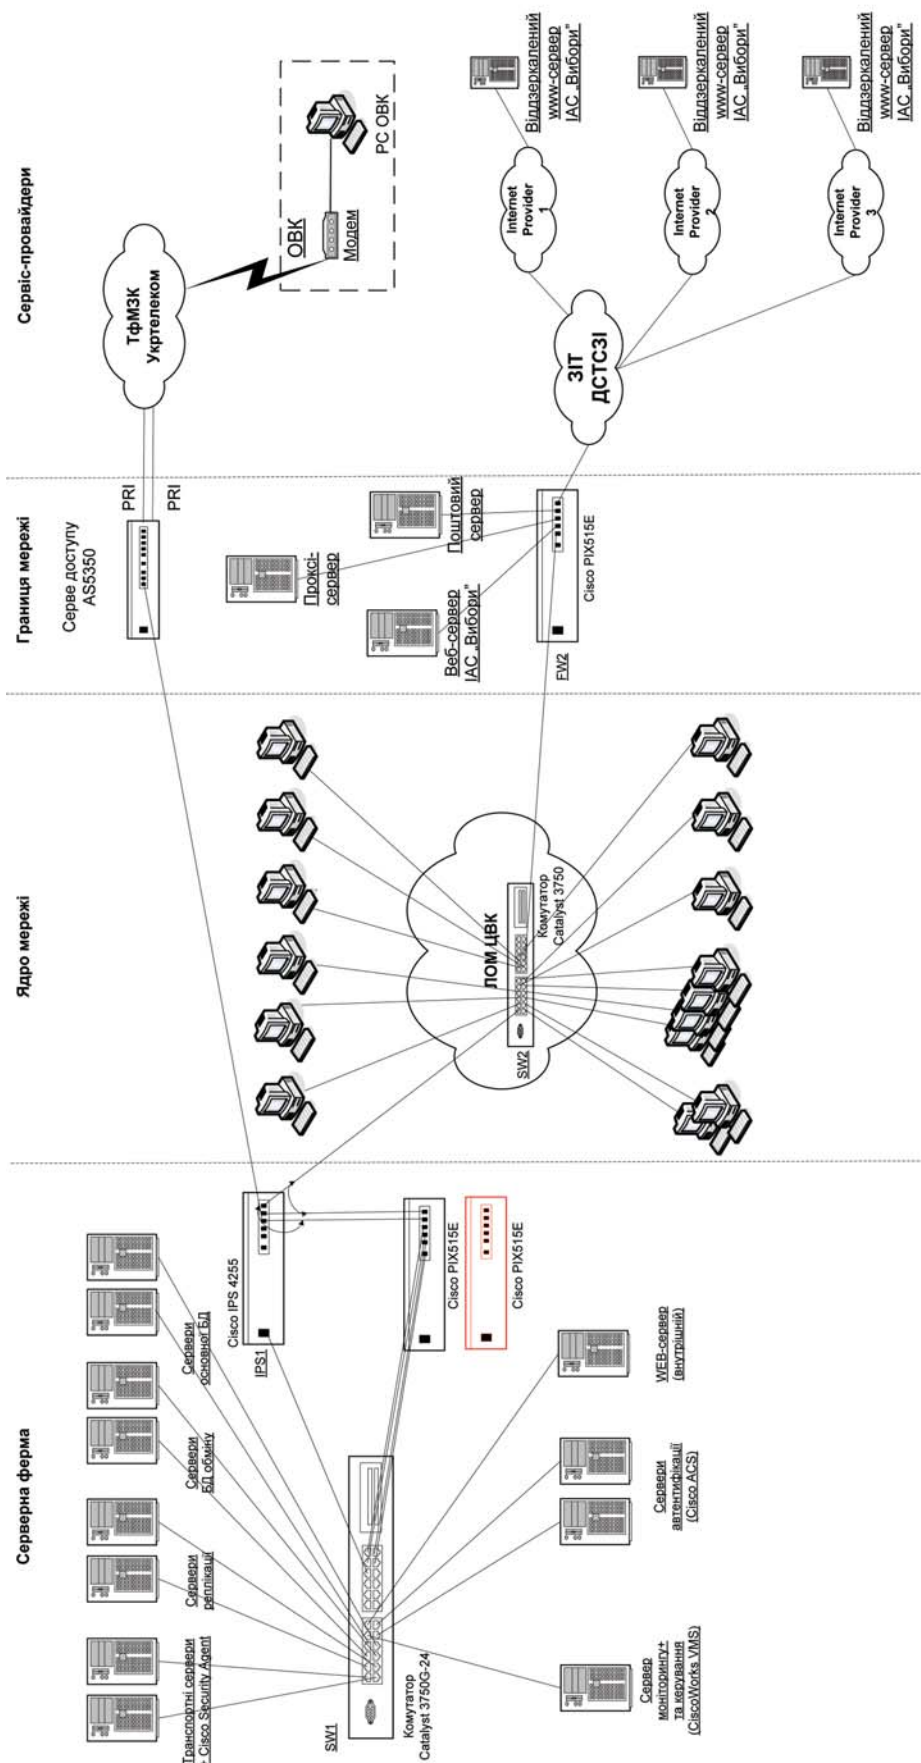 Серверна ферма
Ядро мережі
Границя мережі
Сервіс-провайдери
Транспортні сервери
+ Cisco Security Agent
Сервери
реплікації
Сервери
БД обміну
Сервери
основної БД
SW1
Комутатор
Catalyst 3750G-24
Cisco IPS 4255
IPS1
Cisco PIX515E
Cisco PIX515E
Сервер
моніторингу+
та керування
(CiscoWorks VMS)
Сервери
автентифікації
(Cisco ACS)
WEB-сервер
(внутрішній)
ЛОМ ЦВК
SW2
Комутатор
Catalyst 3750
Серве доступу
AS5350
PRI
PRI
Проксі-
сервер
Веб-сервер
ІАС „Вибори”
Поштовий
сервер
FW2
Cisco PIX515E
ТфМЗК
Укртелеком
ОВК
Модем
РС ОВК
ЗІТ
ДСТСЗІ
Internet
Provider
1
Internet
Provider
2
Internet
Provider
3
Віддзеркалений
www-сервер
ІАС „Вибори”
Віддзеркалений
www-сервер
ІАС „Вибори”
Віддзеркалений
www-сервер
ІАС „Вибори”